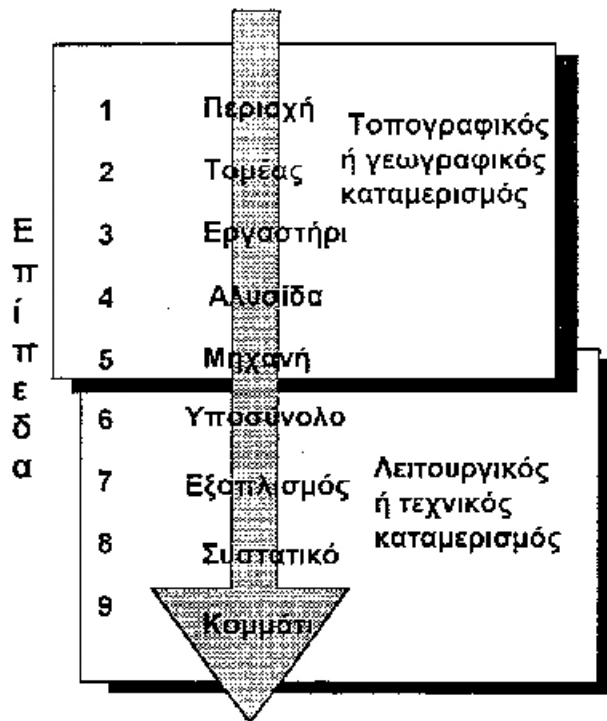 Επίπεδα
1 Περιοχή
2 Τομέας
3 Εργαστήρι
4 Αλυσίδα
5 Μηχανή
Τοπογραφικός
ή γεωγραφικός
καταμερισμός
6 Υποσύνολο
7 Εξοπλισμός
8 Συστατικό
9 Κομμάτι
Λειτουργικός
ή τεχνικός
καταμερισμός